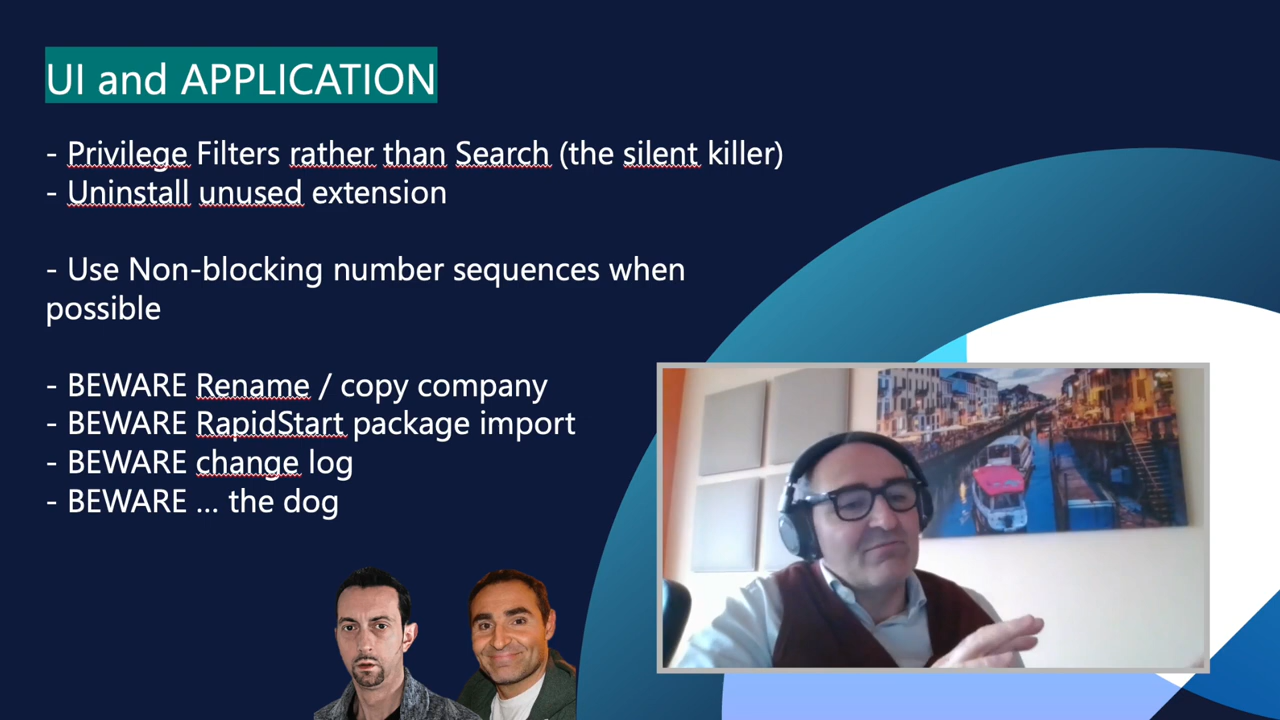 UI and APPLICATION
- Privilege Filters rather than Search (the silent killer)
- Uninstall unused extension
- Use Non-blocking number sequences when
possible
- BEWARE Rename / copy company
- BEWARE RapidStart package import
- BEWARE change log
- BEWARE ... the dog